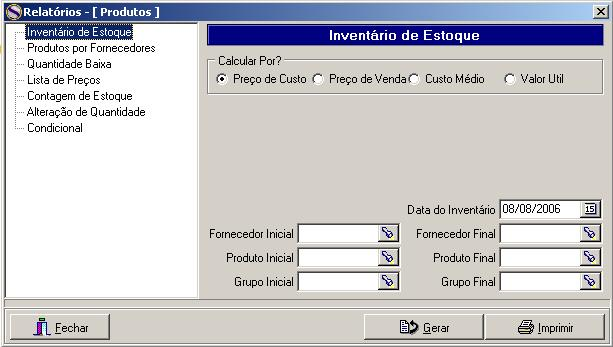 Relatórios - [ Produtos ]
Inventário de Estoque
Produtos por Fornecedores
Quantidade Baixa
Lista de Preços
Contagem de Estoque
Alteração de Quantidade
Condicional
Inventário de Estoque
Calcular Por?
Preço de Custo Preço de Venda Custo Médio Valor Util
Data do Inventário 08/08/2006 15
Fornecedor Inicial Fornecedor Final
Produto Inicial Produto Final
Grupo Inicial Grupo Final
Fechar Gerar Imprimir